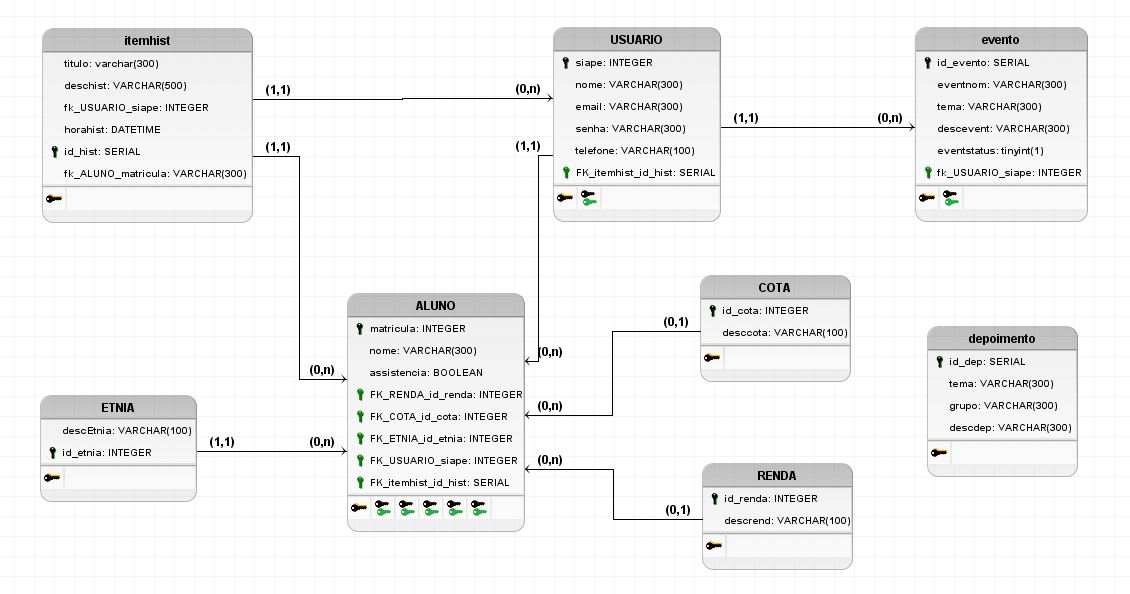 itemhist
titulo: varchar(300)
deschist: VARCHAR(500)
fk_USUARIO_siape: INTEGER
horahist: DATETIME
id_hist: SERIAL
fk_ALUNO_matricula: VARCHAR(300)
(1,1)
(0,n)
(1,1)
(0,n)
USUARIO
siape: INTEGER
nome: VARCHAR(300)
email: VARCHAR(300)
senha: VARCHAR(300)
telefone: VARCHAR(100)
FK_itemhist_id_hist: SERIAL
(1,1)
(0,n)
(1,1)
(0,n)
evento
id_evento: SERIAL
eventnom: VARCHAR(300)
tema: VARCHAR(300)
descevent: VARCHAR(300)
eventstatus: tinyint(1)
fk_USUARIO_siape: INTEGER
ALUNO
matricula: INTEGER
nome: VARCHAR(300)
assistencia: BOOLEAN
FK_RENDA_id_renda: INTEGER
FK_COTA_id_cota: INTEGER
FK_ETNIA_id_etnia: INTEGER
FK_USUARIO_siape: INTEGER
FK_itemhist_id_hist: SERIAL
COTA
id_cota: INTEGER
desccota: VARCHAR(100)
(0,1)
(0,n)
depoimento
id_dep: SERIAL
tema: VARCHAR(300)
grupo: VARCHAR(300)
descdep: VARCHAR(300)
ETNIA
descEtnia: VARCHAR(100)
id_etnia: INTEGER
(1,1)
(0,n)
RENDA
id_renda: INTEGER
descrend: VARCHAR(100)
(0,1)
(0,n)